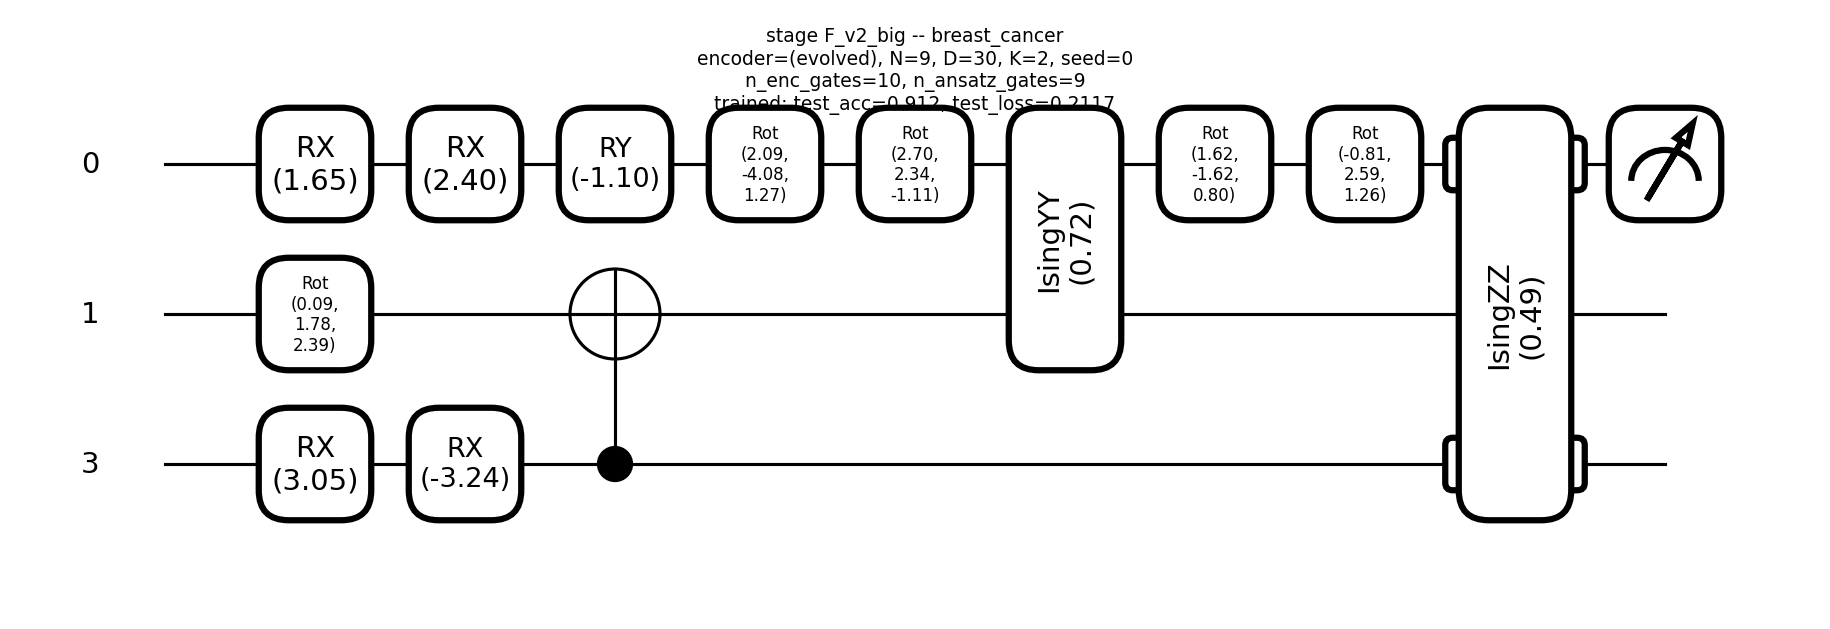 stage F_v2_big -- breast_cancer
encoder=(evolved), N=9, D=30, K=2, seed=0
n_enc_gates=10, n_ansatz_gates=9
trained: test_acc=0.912, test_loss=0.2117
0
RX
(1.65)
RX
(2.40)
RY
(-1.10)
Rot
(2.09,
-4.08,
1.27)
Rot
(2.70,
2.34,
-1.11)
IsingYY
(0.72)
Rot
(1.62,
-1.62,
0.80)
Rot
(-0.81,
2.59,
1.26)
IsingZZ
(0.49)
1
Rot
(0.09,
1.78,
2.39)
3
RX
(3.05)
RX
(-3.24)